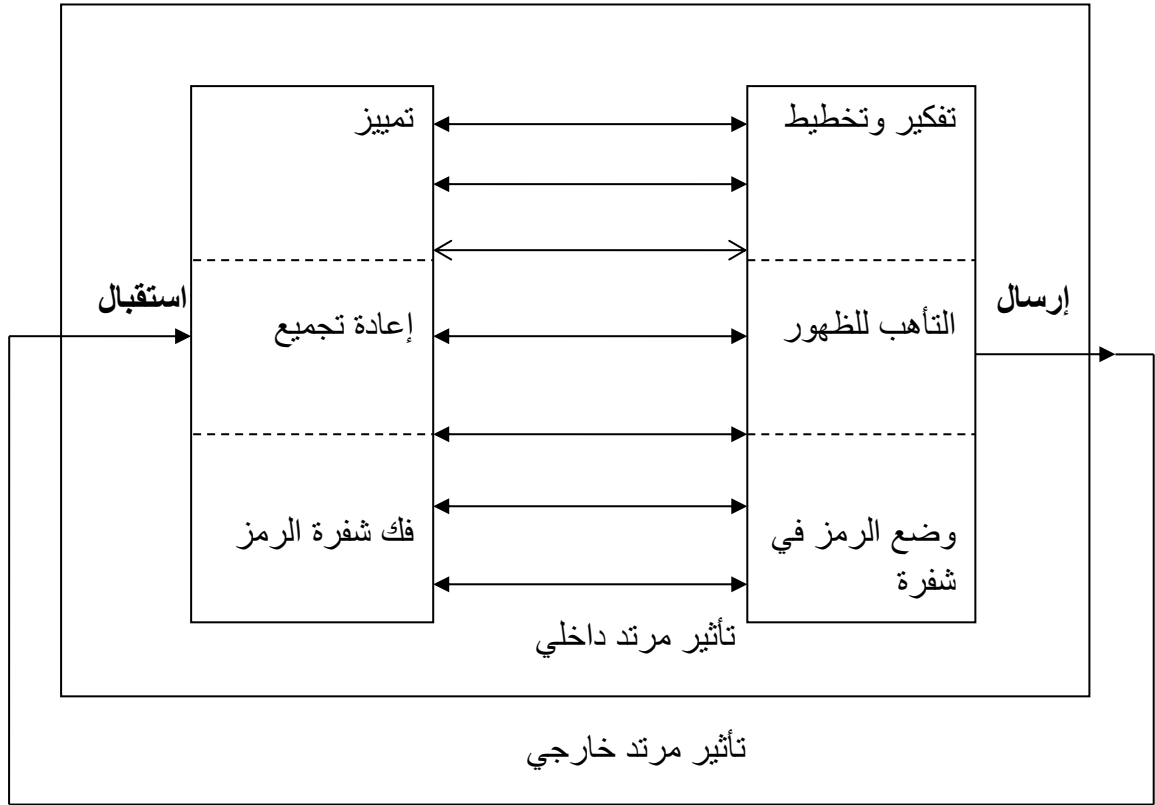 تفكير وتخطيط
تمييز
إرسال
استقبال
التأهب للظهور
إعادة تجميع
وضع الرمز في
شفرة
فك شفرة الرمز
تأثير مرتد داخلي
تأثير مرتد خارجي